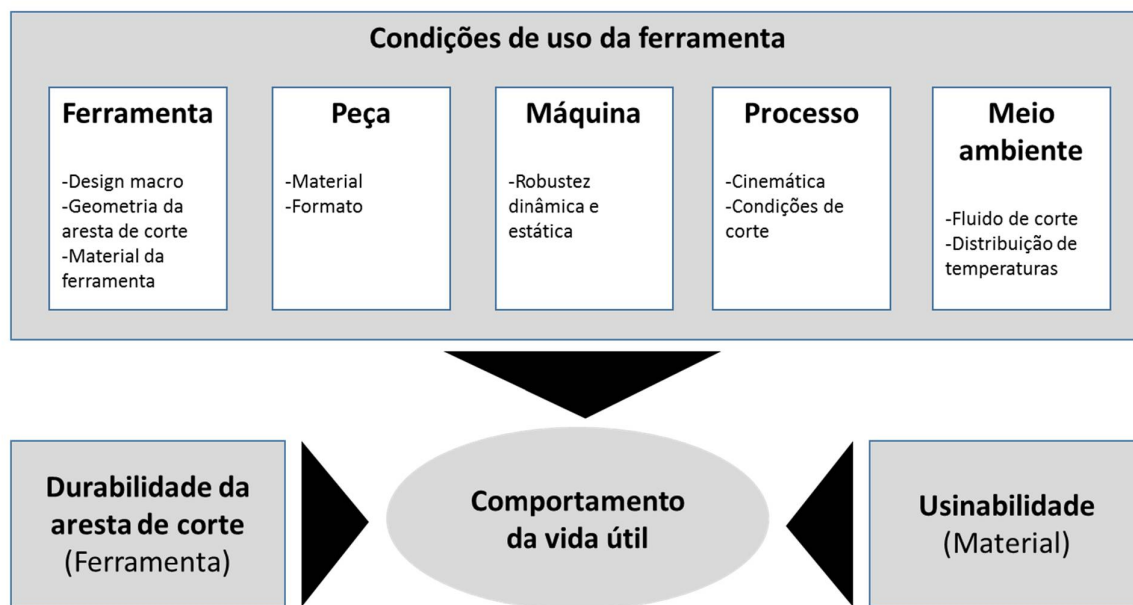 Condições de uso da ferramenta
Ferramenta
-Design macro
-Geometria da
aresta de corte
-Material da
ferramenta
Peça
-Material
-Formato
Máquina
-Robustez
dinâmica e
estática
Processo
-Cinemática
-Condições de
corte
Meio
ambiente
-Fluido de corte
-Distribuição de
temperaturas
Durabilidade da
aresta de corte
(Ferramenta)
Comportamento
da vida útil
Usinabilidade
(Material)